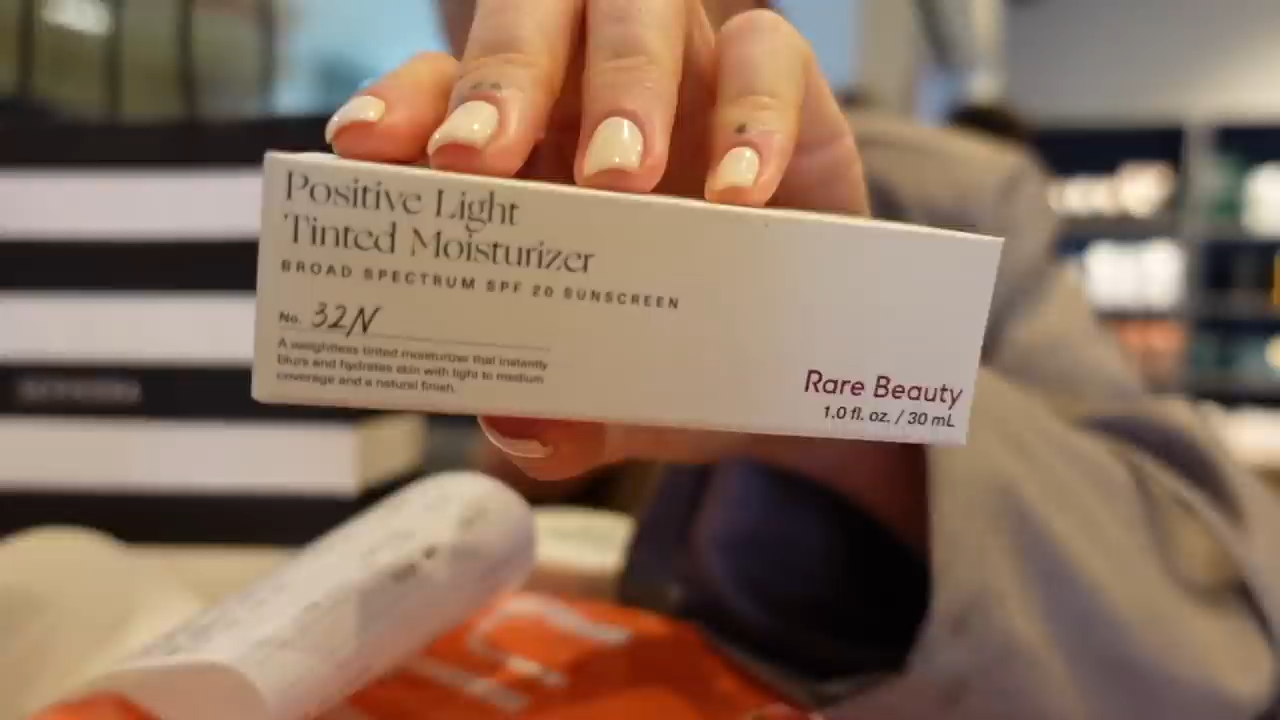 Positive Light
Tinted Moisturizer
BROAD SPECTRUM SPF 20 SUNSCREEN
No. 32N
A weightless tinted moisturizer that instantly
blurs and hydrates skin with light to medium
coverage and a natural finish.
Rare Beauty
1.0 fl. oz. / 30 mL